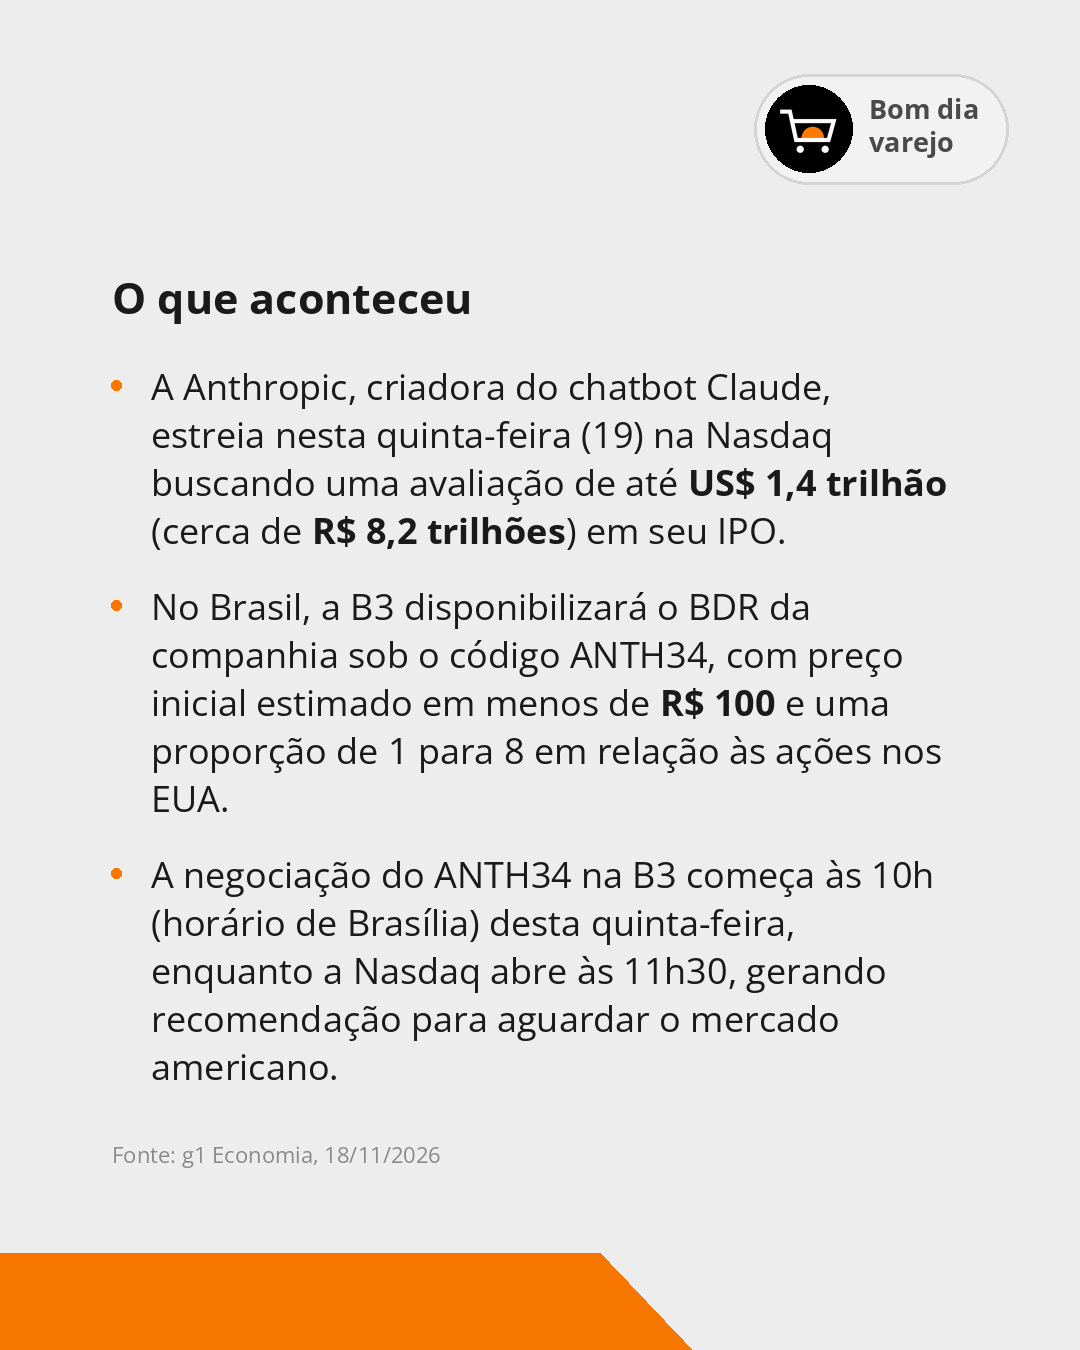 Bom dia
varejo
O que aconteceu
• A Anthropic, criadora do chatbot Claude,
estreia nesta quinta-feira (19) na Nasdaq
buscando uma avaliação de até US$ 1,4 trilhão
(cerca de R$ 8,2 trilhões) em seu IPO.
• No Brasil, a B3 disponibilizará o BDR da
companhia sob o código ANTH34, com preço
inicial estimado em menos de R$ 100 e uma
proporção de 1 para 8 em relação às ações nos
EUA.
• A negociação do ANTH34 na B3 começa às 10h
(horário de Brasília) desta quinta-feira,
enquanto a Nasdaq abre às 11h30, gerando
recomendação para aguardar o mercado
americano.
Fonte: g1 Economia, 18/11/2026